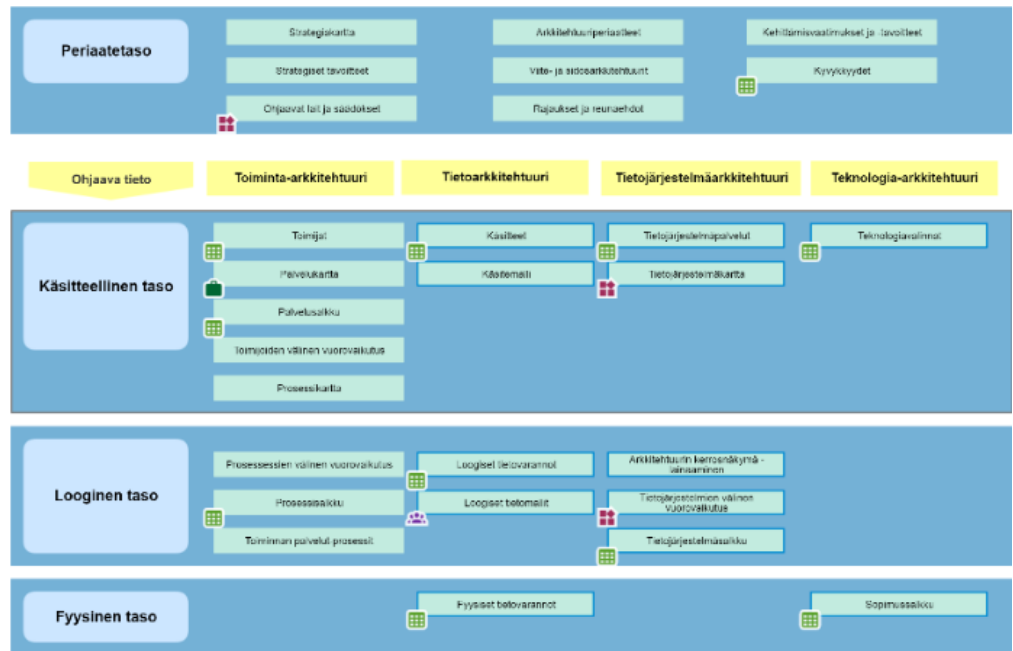 Periaatetaso
Strategiakartta
Arkkitehtuuriperiaatteet
Kehittämisvaatimukset ja -tavoitteet
Strategiset tavoitteet
Viite- ja sidosarkkitehtuurit
Kyvykkyydet
Ohjaavat lait ja säädökset
Rajaukset ja reunaehdot
Ohjaava tieto
Toiminta-arkkitehtuuri
Tietoarkkitehtuuri
Tietojärjestelmäarkkitehtuuri
Teknologia-arkkitehtuuri
Käsitteellinen taso
Toimijat
Käsitteet
Tietojärjestelmäpalvelut
Teknologiavalinnat
Palvelukartta
Käsitemalli
Tietojärjestelmäkartta
Palvelusalkku
Toimijoiden välinen vuorovaikutus
Prosessikartta
Looginen taso
Prosessessien välinen vuorovaikutus
Loogiset tietovarannot
Arkkitehtuurin kerrosnäkymä -
lainaaminen
Prosessisalkku
Loogiset tietomallit
Tietojärjestelmien välinen
vuorovaikutus
Toiminnan palvelut prosessit
Tietojärjestelmäsalkku
Fyysinen taso
Fyysiset tietovarannot
Sopimussalkku